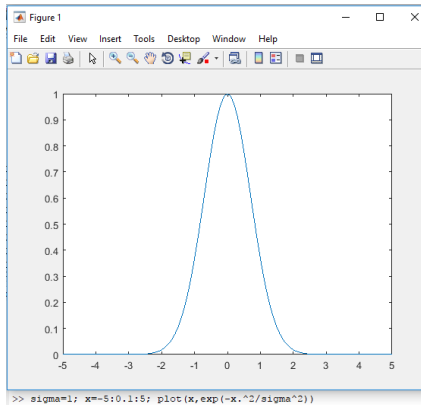 Figure 1
File Edit View Insert Tools Desktop Window Help
1
0.9
0.8
0.7
0.6
0.5
0.4
0.3
0.2
0.1
0
-5 -4 -3 -2 -1 0 1 2 3 4 5
>> sigma=1; x=-5:0.1:5; plot(x,exp(-x.^2/sigma^2))